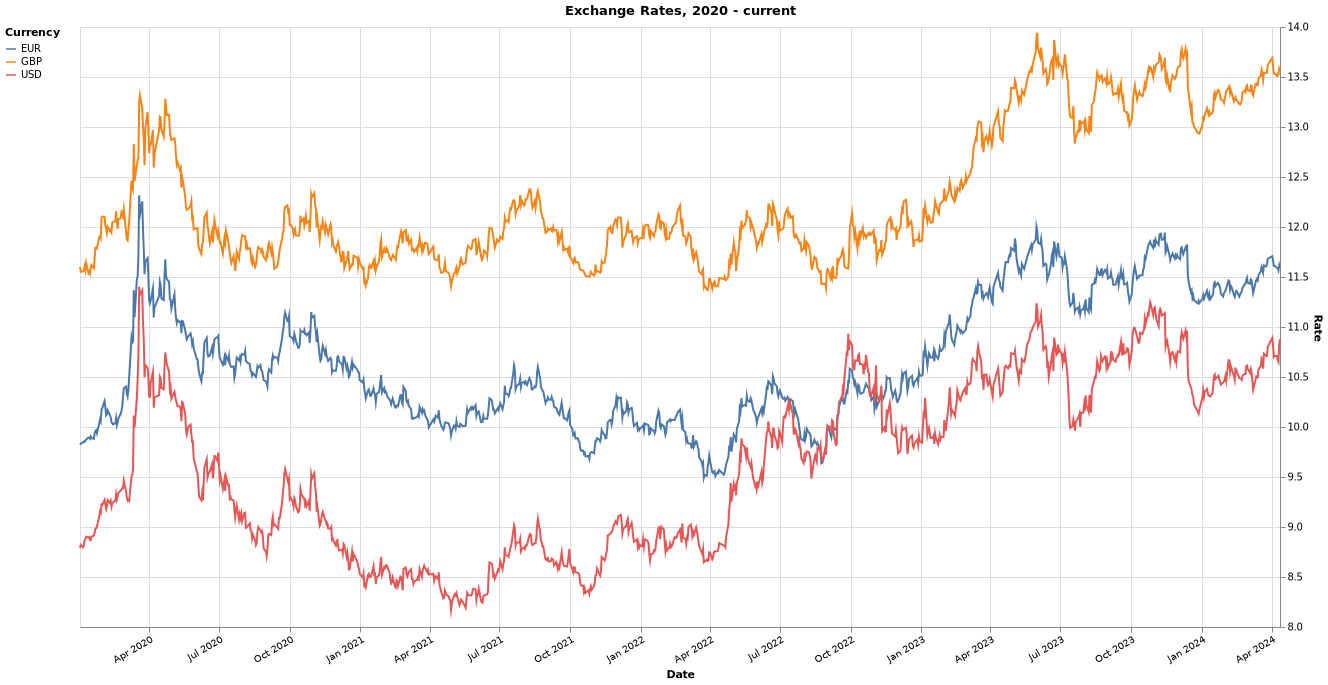 Exchange Rates, 2020 - current
Currency
EUR
GBP
USD
14.0
13.5
13.0
12.5
12.0
11.5
11.0
10.5
10.0
9.5
9.0
8.5
8.0
Rate
Apr 2020
Jul 2020
Oct 2020
Jan 2021
Apr 2021
Jul 2021
Oct 2021
Jan 2022
Apr 2022
Jul 2022
Oct 2022
Jan 2023
Apr 2023
Jul 2023
Oct 2023
Jan 2024
Apr 2024
Date